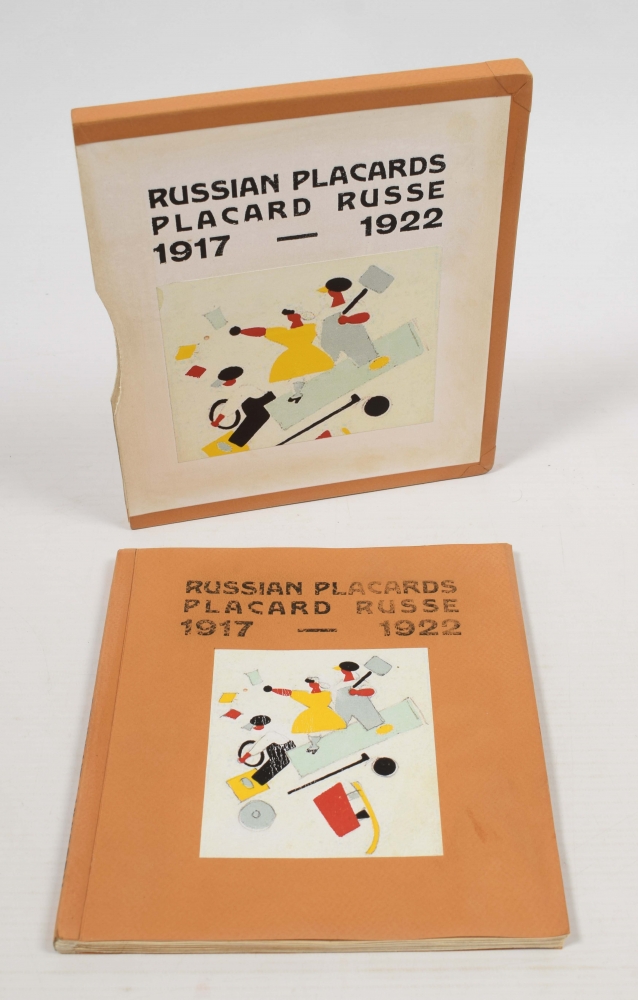 RUSSIAN PLACARDS
PLACARD RUSSE
1917 — 1922
RUSSIAN PLACARDS
PLACARD RUSSE
1917 — 1922